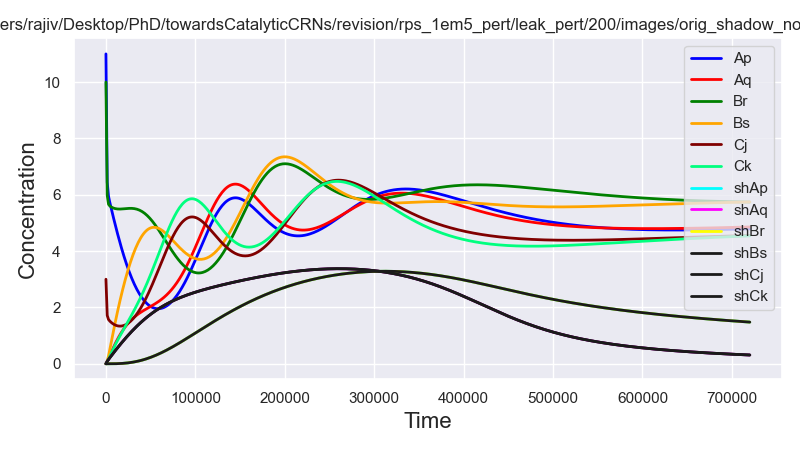 ers/rajiv/Desktop/PhD/towardsCatalyticCRNs/revision/rps_1em5_pert/leak_pert/200/images/orig_shadow_no
Concentration
10
8
6
4
2
0
0 100000 200000 300000 400000 500000 600000 700000
Time
Ap
Aq
Br
Bs
Cj
Ck
shAp
shAq
shBr
shBs
shCj
shCk